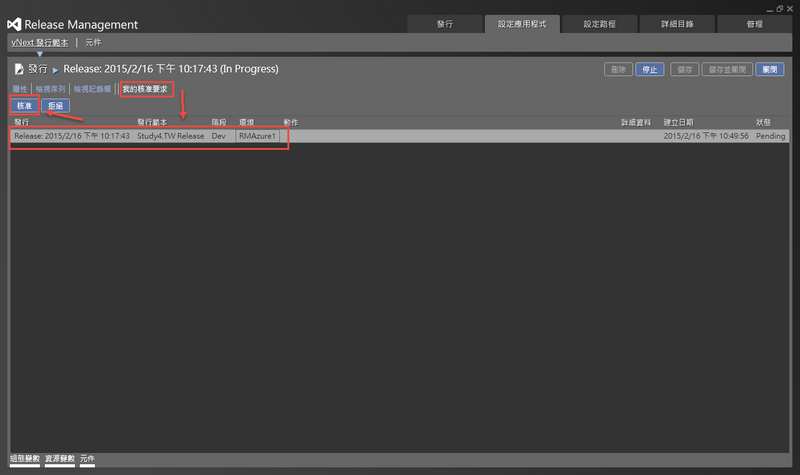 Release Management
發行 設定應用程式 設定路徑 詳細目錄 管理
vNext 發行範本 | 元件
發行 ▸ Release: 2015/2/16 下午 10:17:43 (In Progress)
刪除 停止 儲存 儲存並關閉 關閉
屬性 | 檢視序列 | 檢視記錄檔 | 我的核准要求
核准 拒絕
發行 發行範本 階段 環境 動作 詳細資料 建立日期 狀態
Release: 2015/2/16 下午 10:17:43 Study4.TW Release Dev RMAzure1 2015/2/16 下午 10:49:56 Pending
組態變數 資源變數 元件